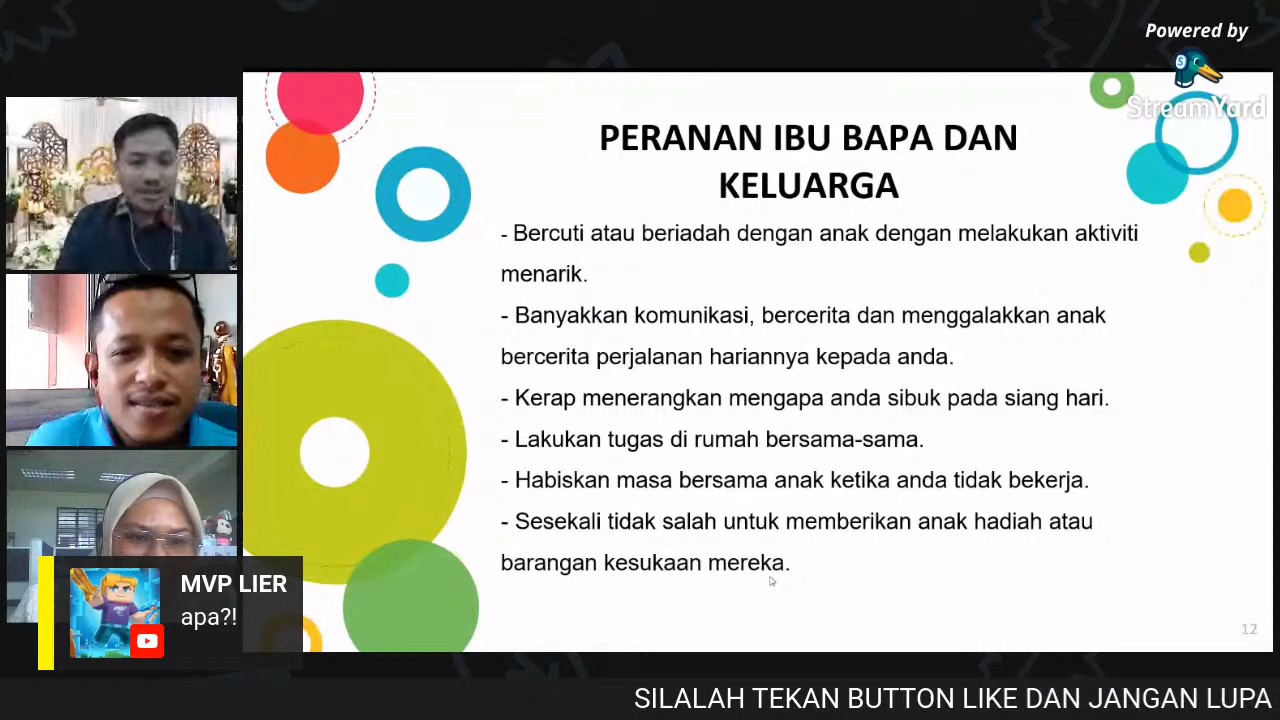 Powered by
StreamYard
PERANAN IBU BAPA DAN
KELUARGA
- Bercuti atau beriadah dengan anak dengan melakukan aktiviti
menarik.
- Banyakkan komunikasi, bercerita dan menggalakkan anak
bercerita perjalanan hariannya kepada anda.
- Kerap menerangkan mengapa anda sibuk pada siang hari.
- Lakukan tugas di rumah bersama-sama.
- Habiskan masa bersama anak ketika anda tidak bekerja.
- Sesekali tidak salah untuk memberikan anak hadiah atau
barangan kesukaan mereka.
12
MVP LIER
apa?!
SILALAH TEKAN BUTTON LIKE DAN JANGAN LUPA